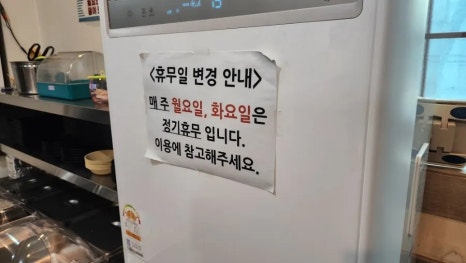 <휴무일 변경 안내>
매 주 월요일, 화요일은
정기휴무 입니다.
이용에 참고해주세요.